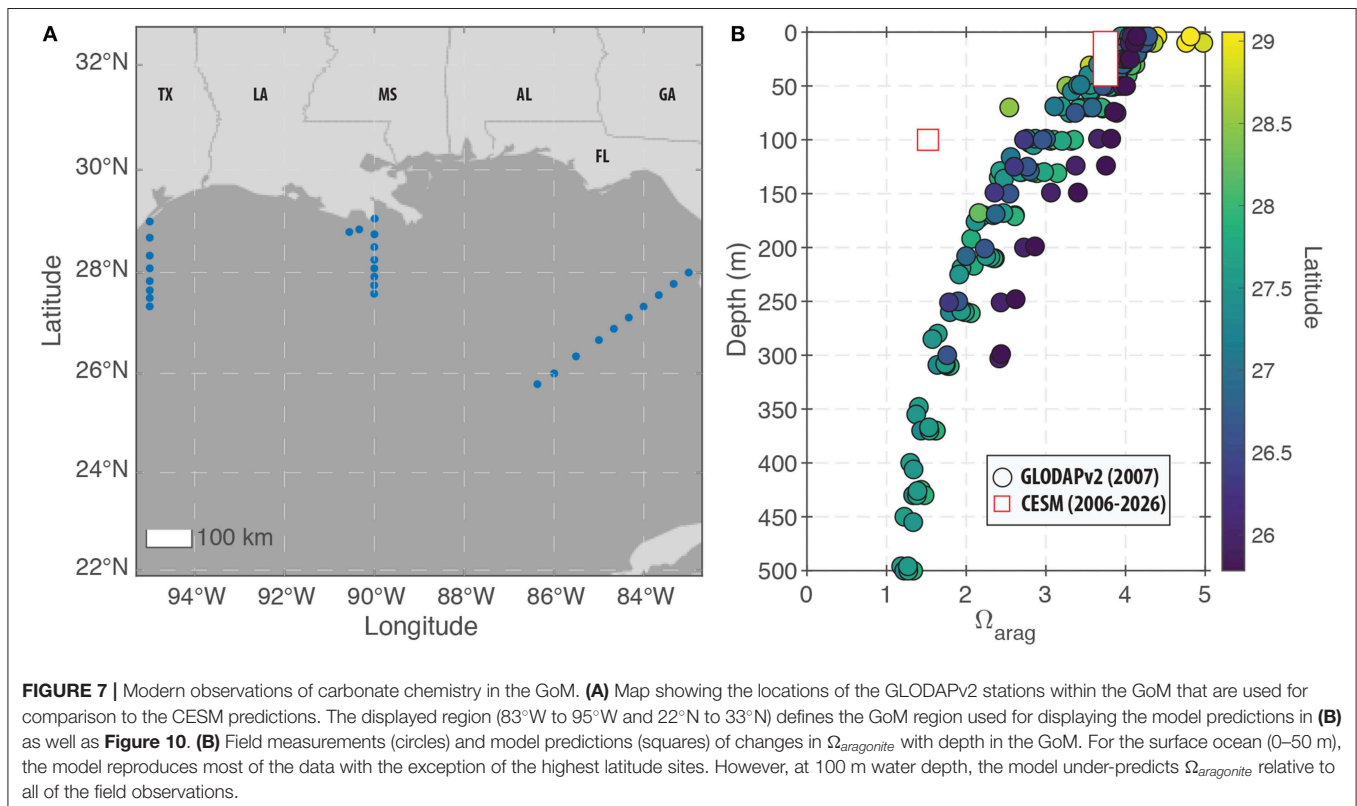 A
32°N
30°N
28°N
26°N
24°N
22°N
Latitude
TX
LA
MS
AL
GA
FL
100 km
94°W 92°W 90°W 88°W 86°W 84°W
Longitude
B
0
50
100
150
200
250
300
350
400
450
500
Depth (m)
GLODAPv2 (2007)
CESM (2006-2026)
0 1 2 3 4 5
Ωarag
29
28.5
28
27.5
27
26.5
26
Latitude
FIGURE 7 | Modern observations of carbonate chemistry in the GoM. (A) Map showing the locations of the GLODAPv2 stations within the GoM that are used for
comparison to the CESM predictions. The displayed region (83°W to 95°W and 22°N to 33°N) defines the GoM region used for displaying the model predictions in (B)
as well as Figure 10. (B) Field measurements (circles) and model predictions (squares) of changes in Ωaragonite with depth in the GoM. For the surface ocean (0–50 m),
the model reproduces most of the data with the exception of the highest latitude sites. However, at 100 m water depth, the model under-predicts Ωaragonite relative to
all of the field observations.